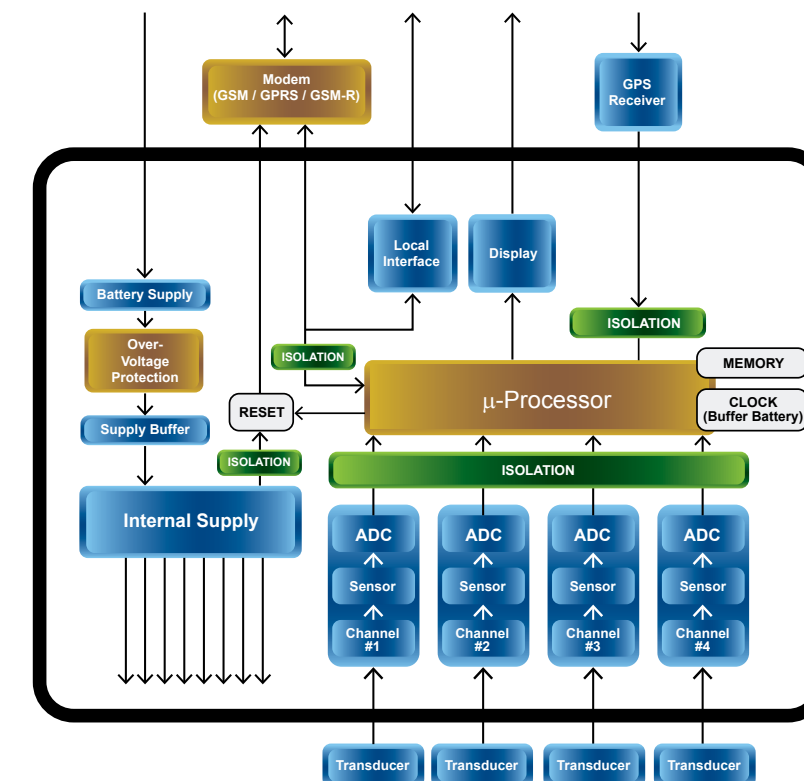 Modem
(GSM / GPRS / GSM-R)
GPS
Receiver
Local
Interface
Display
Battery Supply
ISOLATION
Over-
Voltage
Protection
ISOLATION
MEMORY
μ-Processor
CLOCK
(Buffer Battery)
RESET
Supply Buffer
ISOLATION
ISOLATION
Internal Supply
ADC
ADC
ADC
ADC
Sensor
Sensor
Sensor
Sensor
Channel
#1
Channel
#2
Channel
#3
Channel
#4
Transducer
Transducer
Transducer
Transducer